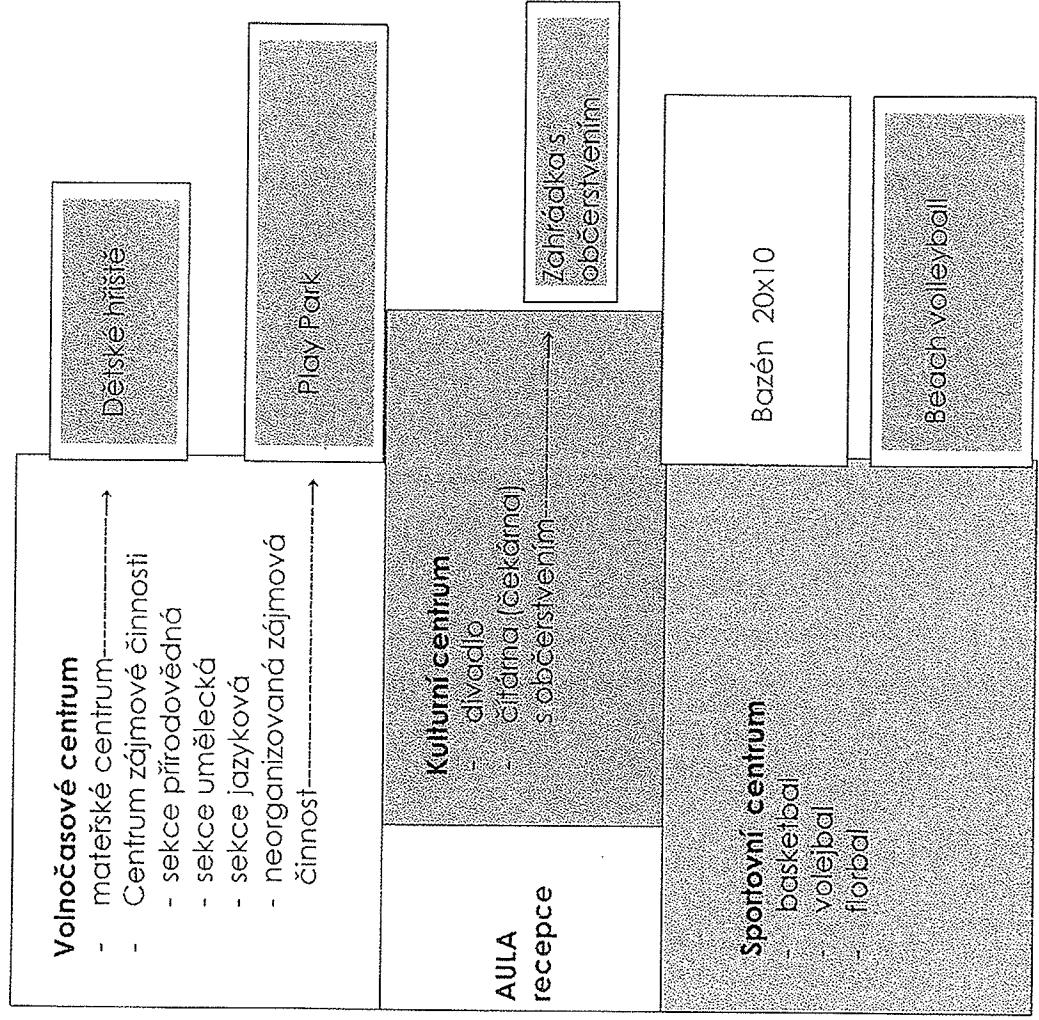 Volnočasové centrum
- mateřské centrum----------→
- Centrum zájmové činnosti
- sekce přírodovědná
- sekce umělecká
- sekce jazyková
- neorganizovaná zájmová
činnost--------------------→
Dětske hřiště
Play Park
AULA
recepce
Kulturní centrum
- divadlo
- čítárna (čekárna)
s občerstvením--------------→
Zahrádka s
občerstvením
Sportovní centrum
- basketbal
- volejbal
- florbal
Bazén 20x10
Beach volleyball